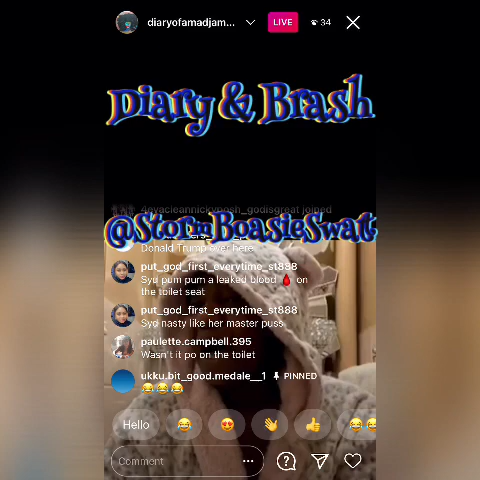 diaryofamadjam...
LIVE
34
Diary & Brash
4evacieannickyposh_godisgreat joined
@StormBoasieSwat
Donald Trump over here
put_god_first_everytime_st888
Syd pum pum a leaked blood 🩸 on
the toilet seat
put_god_first_everytime_st888
Syd nasty like her master puss
paulette.campbell.395
Wasn't it po on the toilet
ukku.bit_good.medale__1 PINNED
😂😂😂
Hello 😂 😍 👋 👍 😂😂
Comment